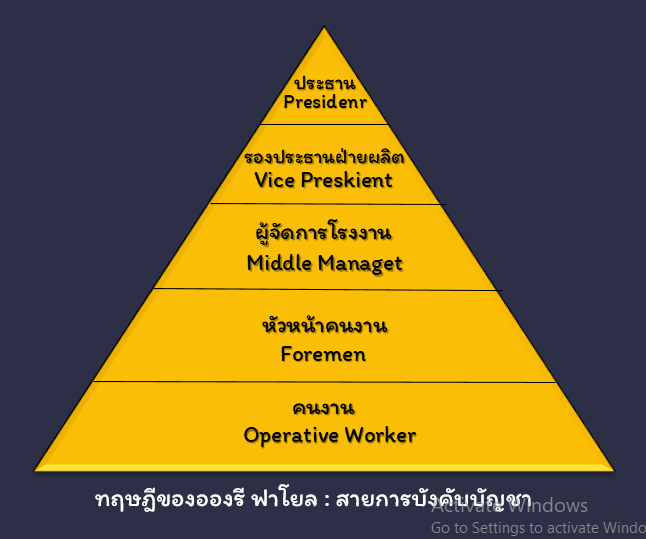 ประธาน
Presidenr
รองประธานฝ่ายผลิต
Vice Preskient
ผู้จัดการโรงงาน
Middle Managet
หัวหน้าคนงาน
Foremen
คนงาน
Operative Worker
ทฤษฎีขององรี ฟาโยล : สายการบังคับบัญชา
Activate Windows
Go to Settings to activate Windo